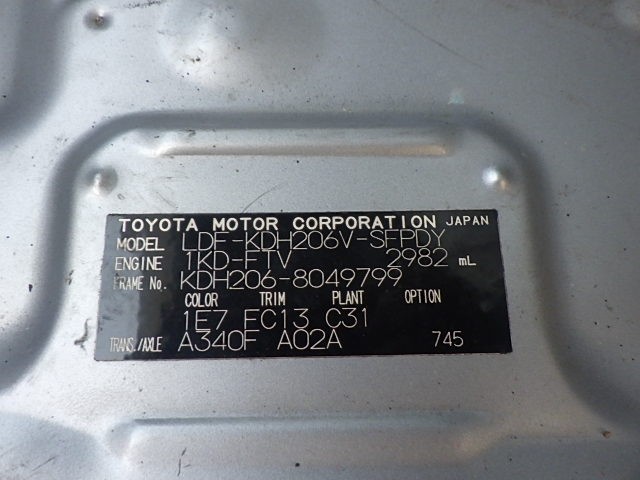 TOYOTA MOTOR CORPORATION JAPAN
MODEL LDF-KDH206V-SFPDY
ENGINE 1KD-FTV 2982 mL
FRAME No. KDH206-8049799
COLOR TRIM PLANT OPTION
1E7 FC13 C31
TRANS./AXLE A340F A02A 745